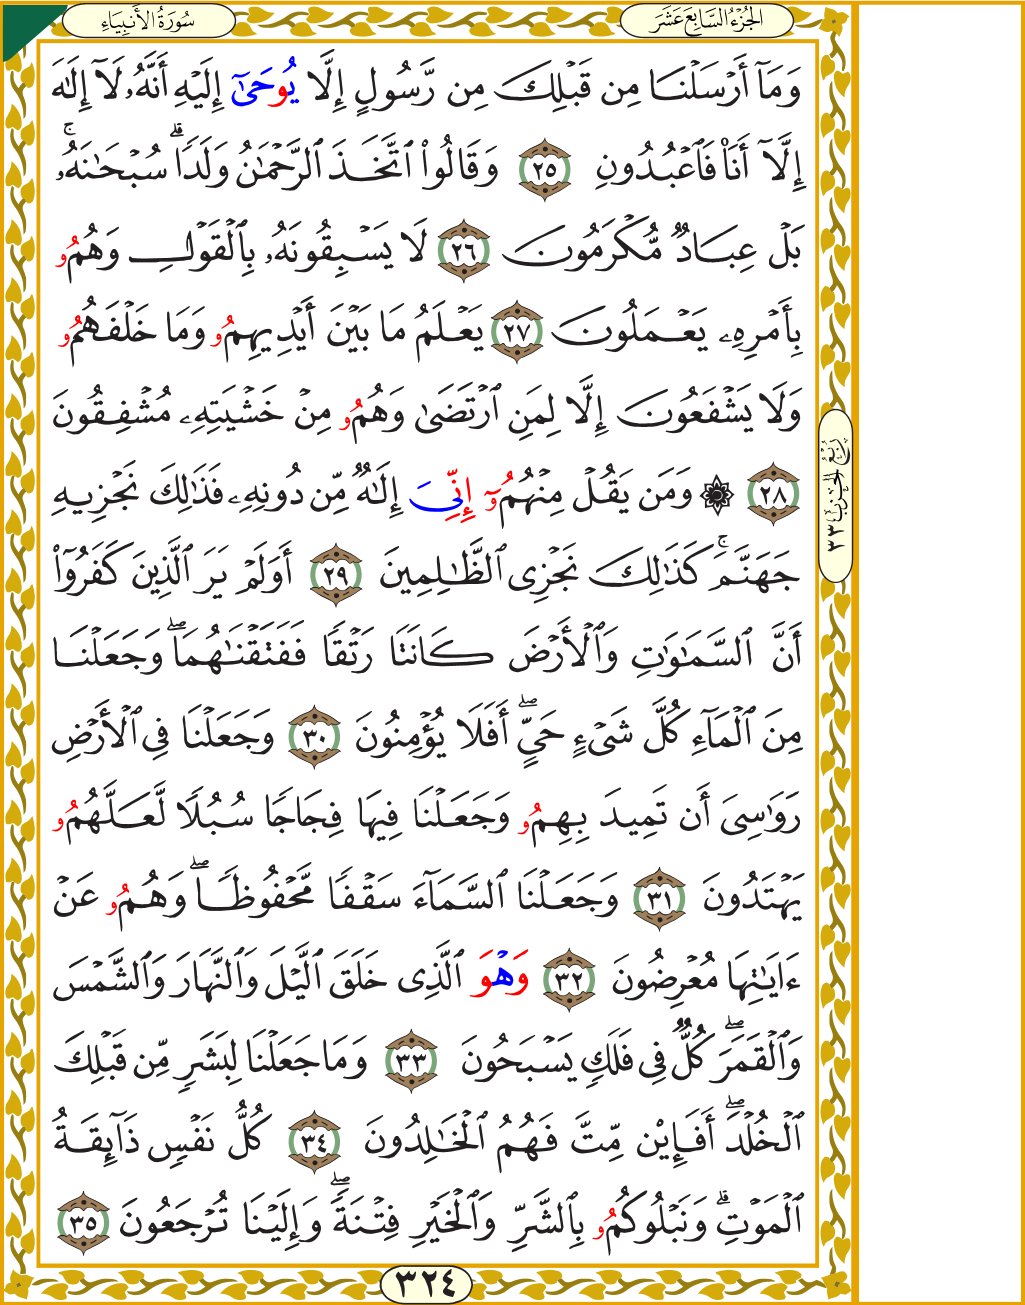 سُورَةُ الأَنْبِيَاءِ
الجُزْءُ السَّابِعَ عَشَرَ
وَمَآ أَرْسَلْنَا مِن قَبْلِكَ مِن رَّسُولٍ إِلَّا يُوحَىٰٓ إِلَيْهِ أَنَّهُۥ لَآ إِلَٰهَ
إِلَّآ أَنَا۠ فَٱعْبُدُونِ ٢٥ وَقَالُوا۟ ٱتَّخَذَ ٱلرَّحْمَٰنُ وَلَدًا ۗ سُبْحَٰنَهُۥ ۚ
بَلْ عِبَادٌ مُّكْرَمُونَ ٢٦ لَا يَسْبِقُونَهُۥ بِٱلْقَوْلِ وَهُمُۥ
بِأَمْرِهِۦ يَعْمَلُونَ ٢٧ يَعْلَمُ مَا بَيْنَ أَيْدِيهِمُۥ وَمَا خَلْفَهُمُۥ
وَلَا يَشْفَعُونَ إِلَّا لِمَنِ ٱرْتَضَىٰ وَهُمُۥ مِنْ خَشْيَتِهِۦ مُشْفِقُونَ
٢٨ ۞ وَمَن يَقُلْ مِنْهُمُۥٓ إِنِّيَ إِلَٰهٌ مِّن دُونِهِۦ فَذَٰلِكَ نَجْزِيهِ
جَهَنَّمَ ۚ كَذَٰلِكَ نَجْزِى ٱلظَّٰلِمِينَ ٢٩ أَوَلَمْ يَرَ ٱلَّذِينَ كَفَرُوٓا۟
أَنَّ ٱلسَّمَٰوَٰتِ وَٱلْأَرْضَ كَانَتَا رَتْقًا فَفَتَقْنَٰهُمَا ۖ وَجَعَلْنَا
مِنَ ٱلْمَآءِ كُلَّ شَىْءٍ حَيٍّ ۖ أَفَلَا يُؤْمِنُونَ ٣٠ وَجَعَلْنَا فِى ٱلْأَرْضِ
رَوَٰسِىَ أَن تَمِيدَ بِهِمُۥ وَجَعَلْنَا فِيهَا فِجَاجًا سُبُلًا لَّعَلَّهُمُۥ
يَهْتَدُونَ ٣١ وَجَعَلْنَا ٱلسَّمَآءَ سَقْفًا مَّحْفُوظًا ۖ وَهُمُۥ عَنْ
ءَايَٰتِهَا مُعْرِضُونَ ٣٢ وَهْوَ ٱلَّذِى خَلَقَ ٱلَّيْلَ وَٱلنَّهَارَ وَٱلشَّمْسَ
وَٱلْقَمَرَ ۖ كُلٌّ فِى فَلَكٍ يَسْبَحُونَ ٣٣ وَمَا جَعَلْنَا لِبَشَرٍ مِّن قَبْلِكَ
ٱلْخُلْدَ ۖ أَفَإِي۟ن مِّتَّ فَهُمُ ٱلْخَٰلِدُونَ ٣٤ كُلُّ نَفْسٍ ذَآئِقَةُ
ٱلْمَوْتِ ۗ وَنَبْلُوكُمُۥ بِٱلشَّرِّ وَٱلْخَيْرِ فِتْنَةً ۖ وَإِلَيْنَا تُرْجَعُونَ ٣٥
رُبْعُ الْحِزْبِ ٣٣
٣٢٤